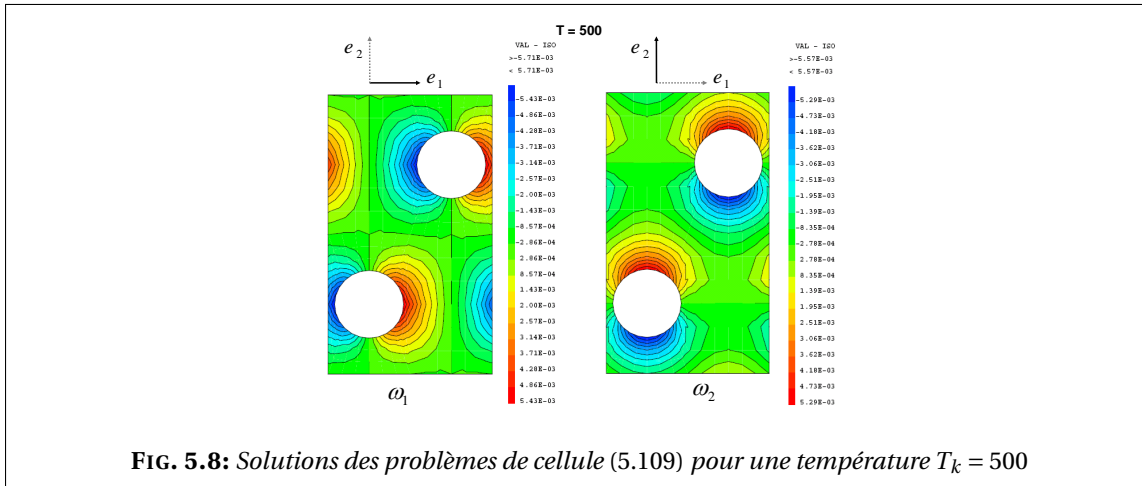 T = 500
e2
e1
VAL - ISO
>-5.71E-03
< 5.71E-03
-5.43E-03
-4.86E-03
-4.28E-03
-3.71E-03
-3.14E-03
-2.57E-03
-2.00E-03
-1.43E-03
-8.57E-04
-2.86E-04
2.86E-04
8.57E-04
1.43E-03
2.00E-03
2.57E-03
3.14E-03
3.71E-03
4.28E-03
4.86E-03
5.43E-03
ω1
e2
e1
VAL - ISO
>-5.57E-03
< 5.57E-03
-5.29E-03
-4.73E-03
-4.18E-03
-3.62E-03
-3.06E-03
-2.51E-03
-1.95E-03
-1.39E-03
-8.35E-04
-2.78E-04
2.78E-04
8.35E-04
1.39E-03
1.95E-03
2.51E-03
3.06E-03
3.62E-03
4.18E-03
4.73E-03
5.29E-03
ω2
FIG. 5.8: Solutions des problèmes de cellule (5.109) pour une température Tk = 500